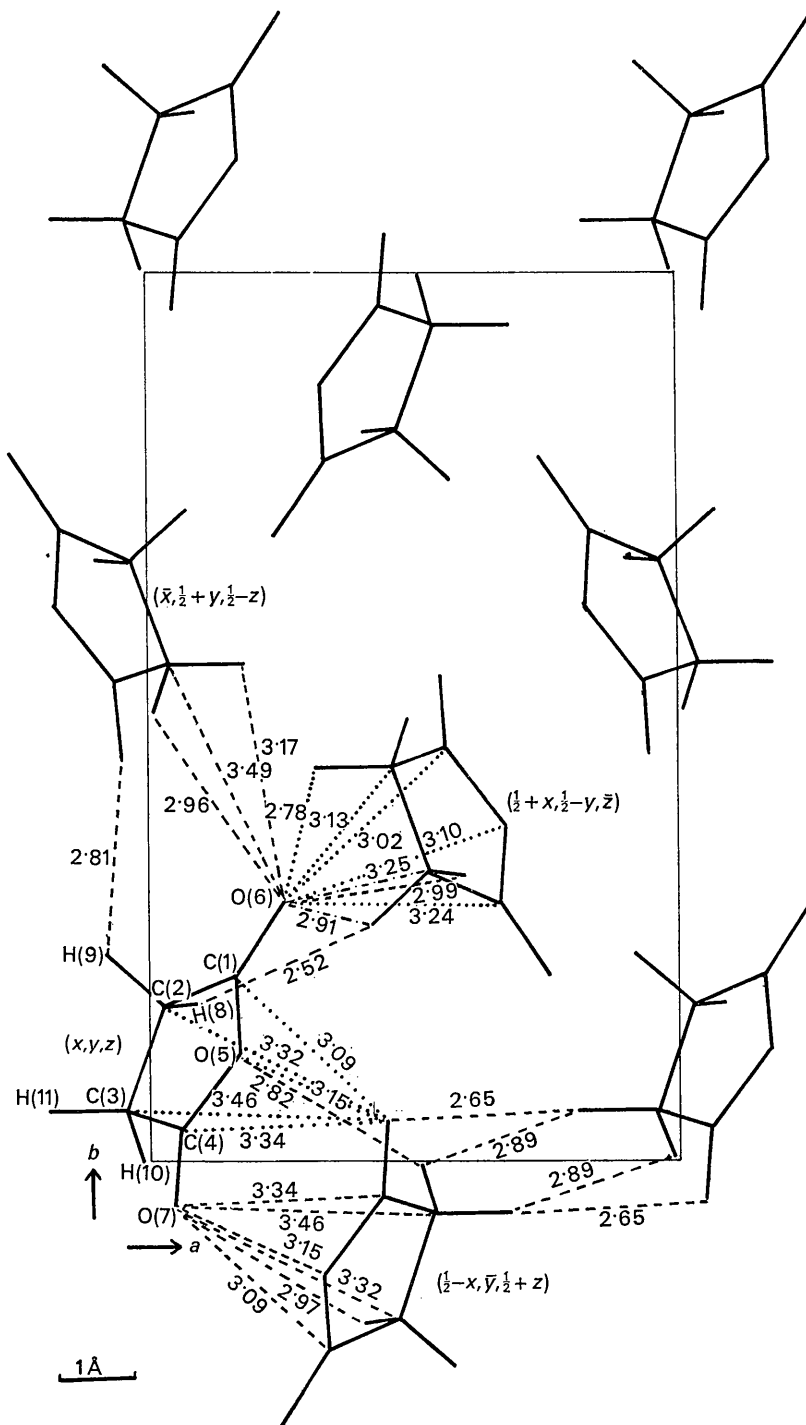 (x̄,½+y,½−z)
3·17
3·49
2·96
2·78
3·13
(½+x,½−y,z̄)
3·02
3·10
2·81
3·25
O(6)
2·99
2·91
3·24
H(9)
C(1)
2·52
C(2)
H(8)
(x,y,z)
3·32
3·09
O(5)
H(11)
C(3)
3·46
2·82
3·15
2·65
C(4)
3·34
2·89
b
H(10)
2·89
3·34
O(7)
3·46
2·65
a
3·15
3·32
(½−x,ȳ,½+z)
3·09
2·97
1 Å